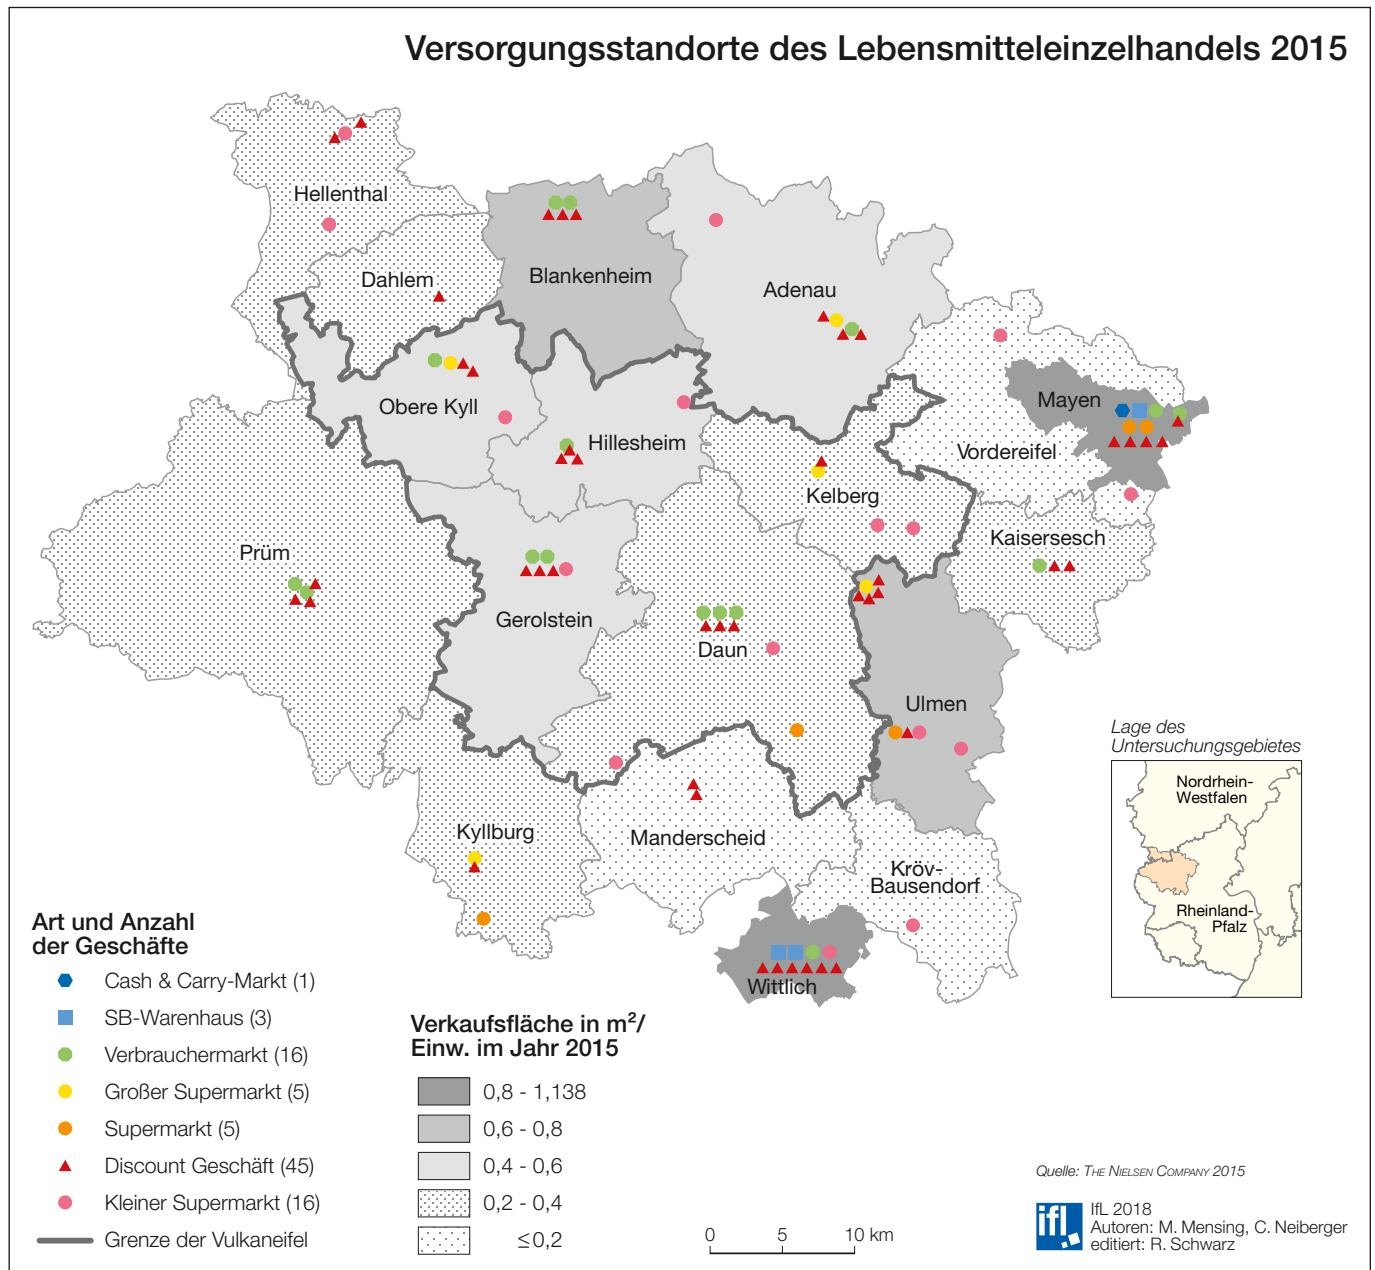 Versorgungsstandorte des Lebensmitteleinzelhandels 2015
Hellenthal
Dahlem
Blankenheim
Adenau
Obere Kyll
Hillesheim
Mayen
Vordereifel
Kelberg
Kaisersesch
Prüm
Gerolstein
Daun
Ulmen
Kyllburg
Manderscheid
Kröv-
Bausendorf
Wittlich
Lage des
Untersuchungsgebietes
Nordrhein-
Westfalen
Rheinland-
Pfalz
Art und Anzahl
der Geschäfte
Cash & Carry-Markt (1)
SB-Warenhaus (3)
Verbrauchermarkt (16)
Großer Supermarkt (5)
Supermarkt (5)
Discount Geschäft (45)
Kleiner Supermarkt (16)
Grenze der Vulkaneifel
Verkaufsfläche in m²/
Einw. im Jahr 2015
0,8 - 1,138
0,6 - 0,8
0,4 - 0,6
0,2 - 0,4
≤ 0,2
0 5 10 km
Quelle: THE NIELSEN COMPANY 2015
ifl
IfL 2018
Autoren: M. Mensing, C. Neiberger
editiert: R. Schwarz